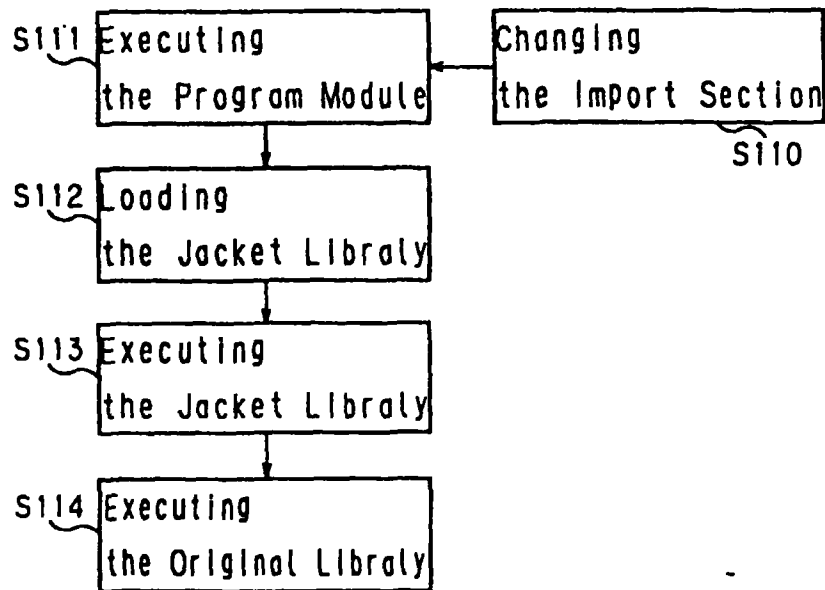 S111 Executing
the Program Module
Changing
the Import Section
S110
S112 Loading
the Jacket Libraly
S113 Executing
the Jacket Libraly
S114 Executing
the Original Libraly